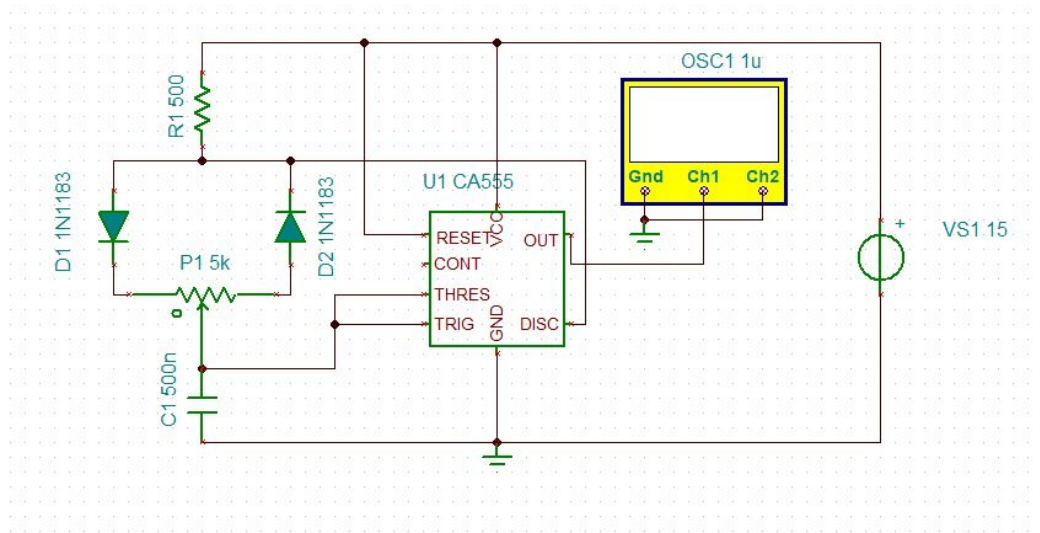 OSC1 1u
R1 500
Gnd Ch1 Ch2
U1 CA555
D1 1N1183
D2 1N1183
RESET
VCC
OUT
VS1 15
+
P1 5k
CONT
THRES
TRIG
GND
DISC
C1 500n